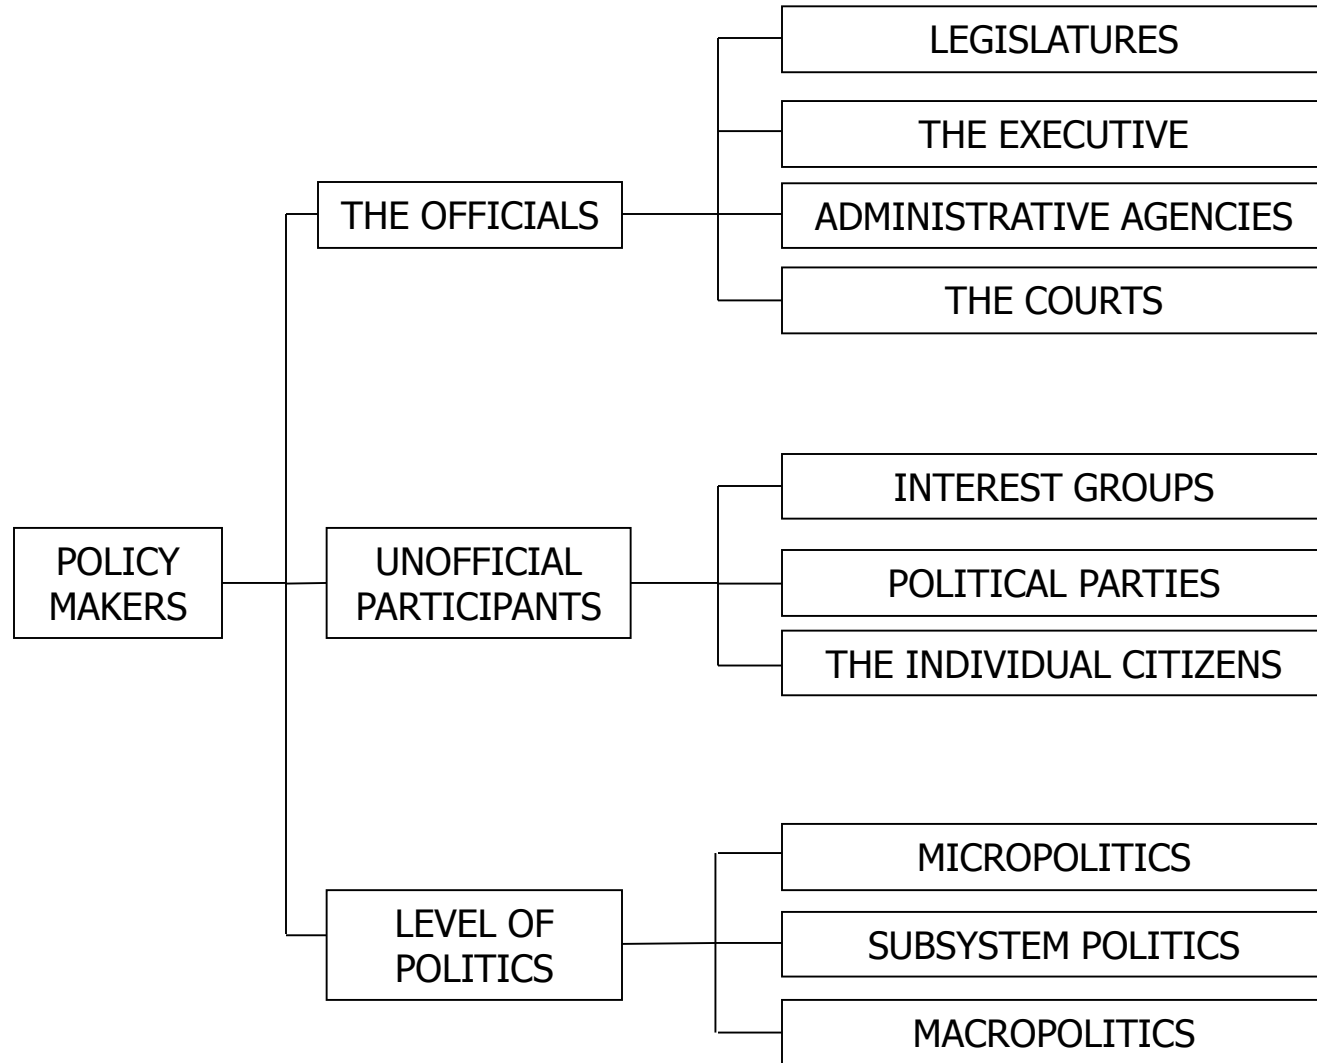 POLICY
MAKERS
THE OFFICIALS
LEGISLATURES
THE EXECUTIVE
ADMINISTRATIVE AGENCIES
THE COURTS
UNOFFICIAL
PARTICIPANTS
INTEREST GROUPS
POLITICAL PARTIES
THE INDIVIDUAL CITIZENS
LEVEL OF
POLITICS
MICROPOLITICS
SUBSYSTEM POLITICS
MACROPOLITICS